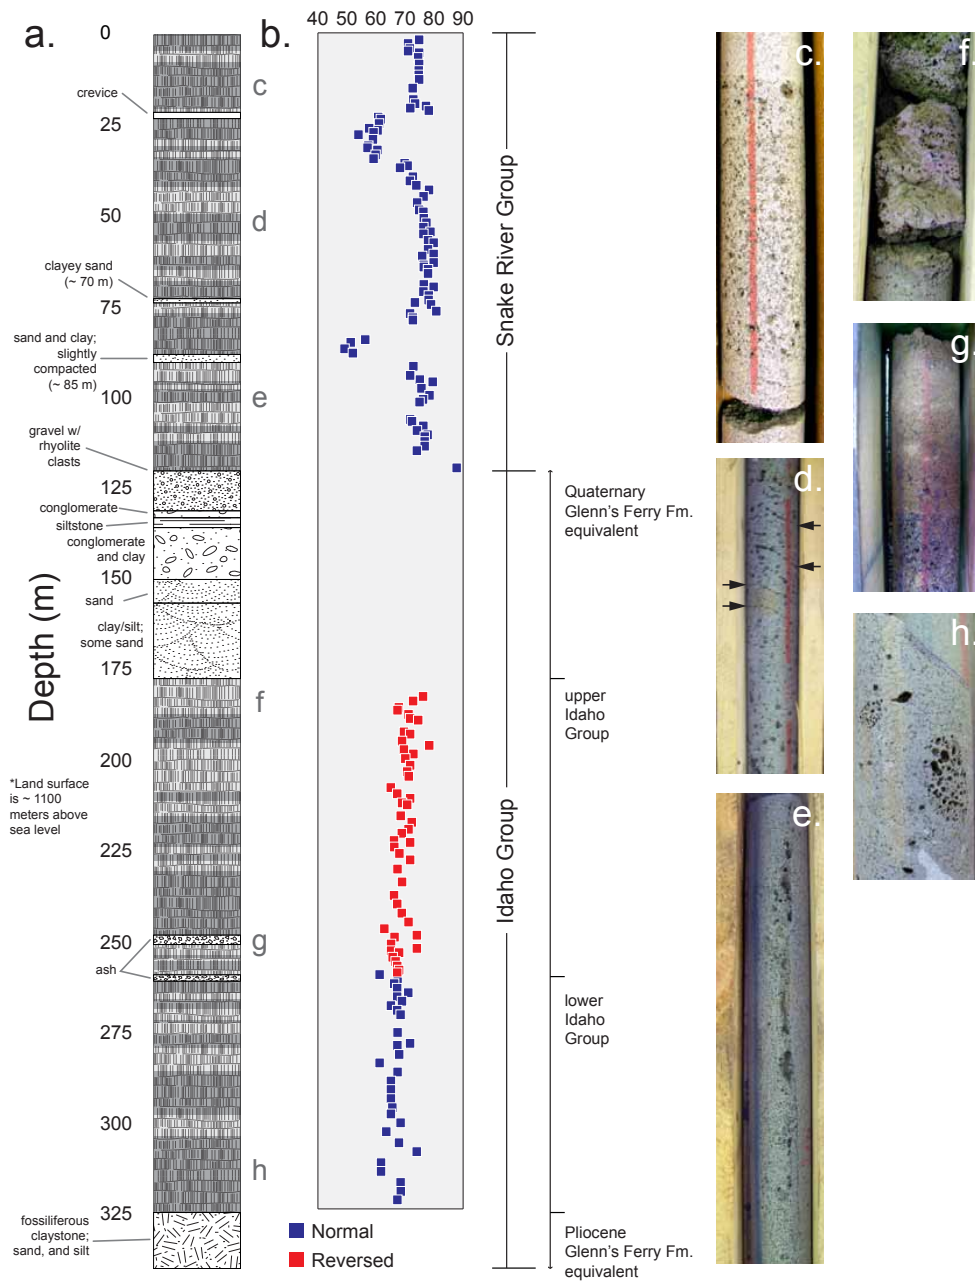 a.
b.
40 50 60 70 80 90
0
25
50
75
100
125
150
175
200
225
250
275
300
325
Depth (m)
crevice
clayey sand
(~ 70 m)
sand and clay;
slightly
compacted
(~ 85 m)
gravel w/
rhyolite
clasts
conglomerate
siltstone
conglomerate
and clay
sand
clay/silt;
some sand
*Land surface
is ~ 1100
meters above
sea level
ash
fossiliferous
claystone;
sand, and silt
c
d
e
f
g
h
Normal
Reversed
Snake River Group
Idaho Group
Quaternary
Glenn's Ferry Fm.
equivalent
upper
Idaho
Group
lower
Idaho
Group
Pliocene
Glenn's Ferry Fm.
equivalent
c.
d.
e.
f.
g.
h.